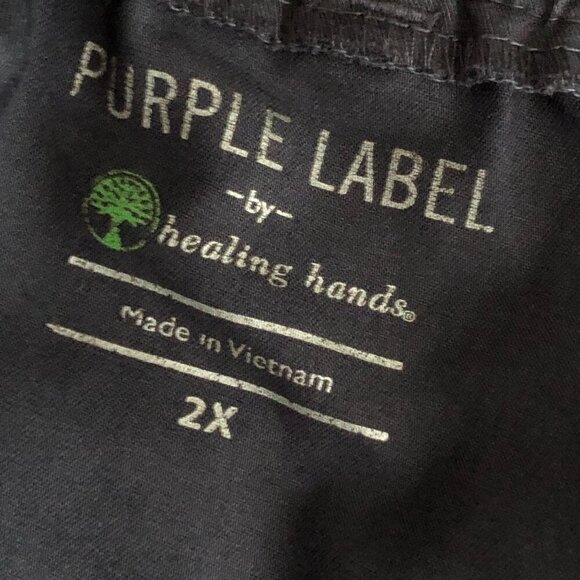 PURPLE LABEL
-by-
healing hands®
Made in Vietnam
2X